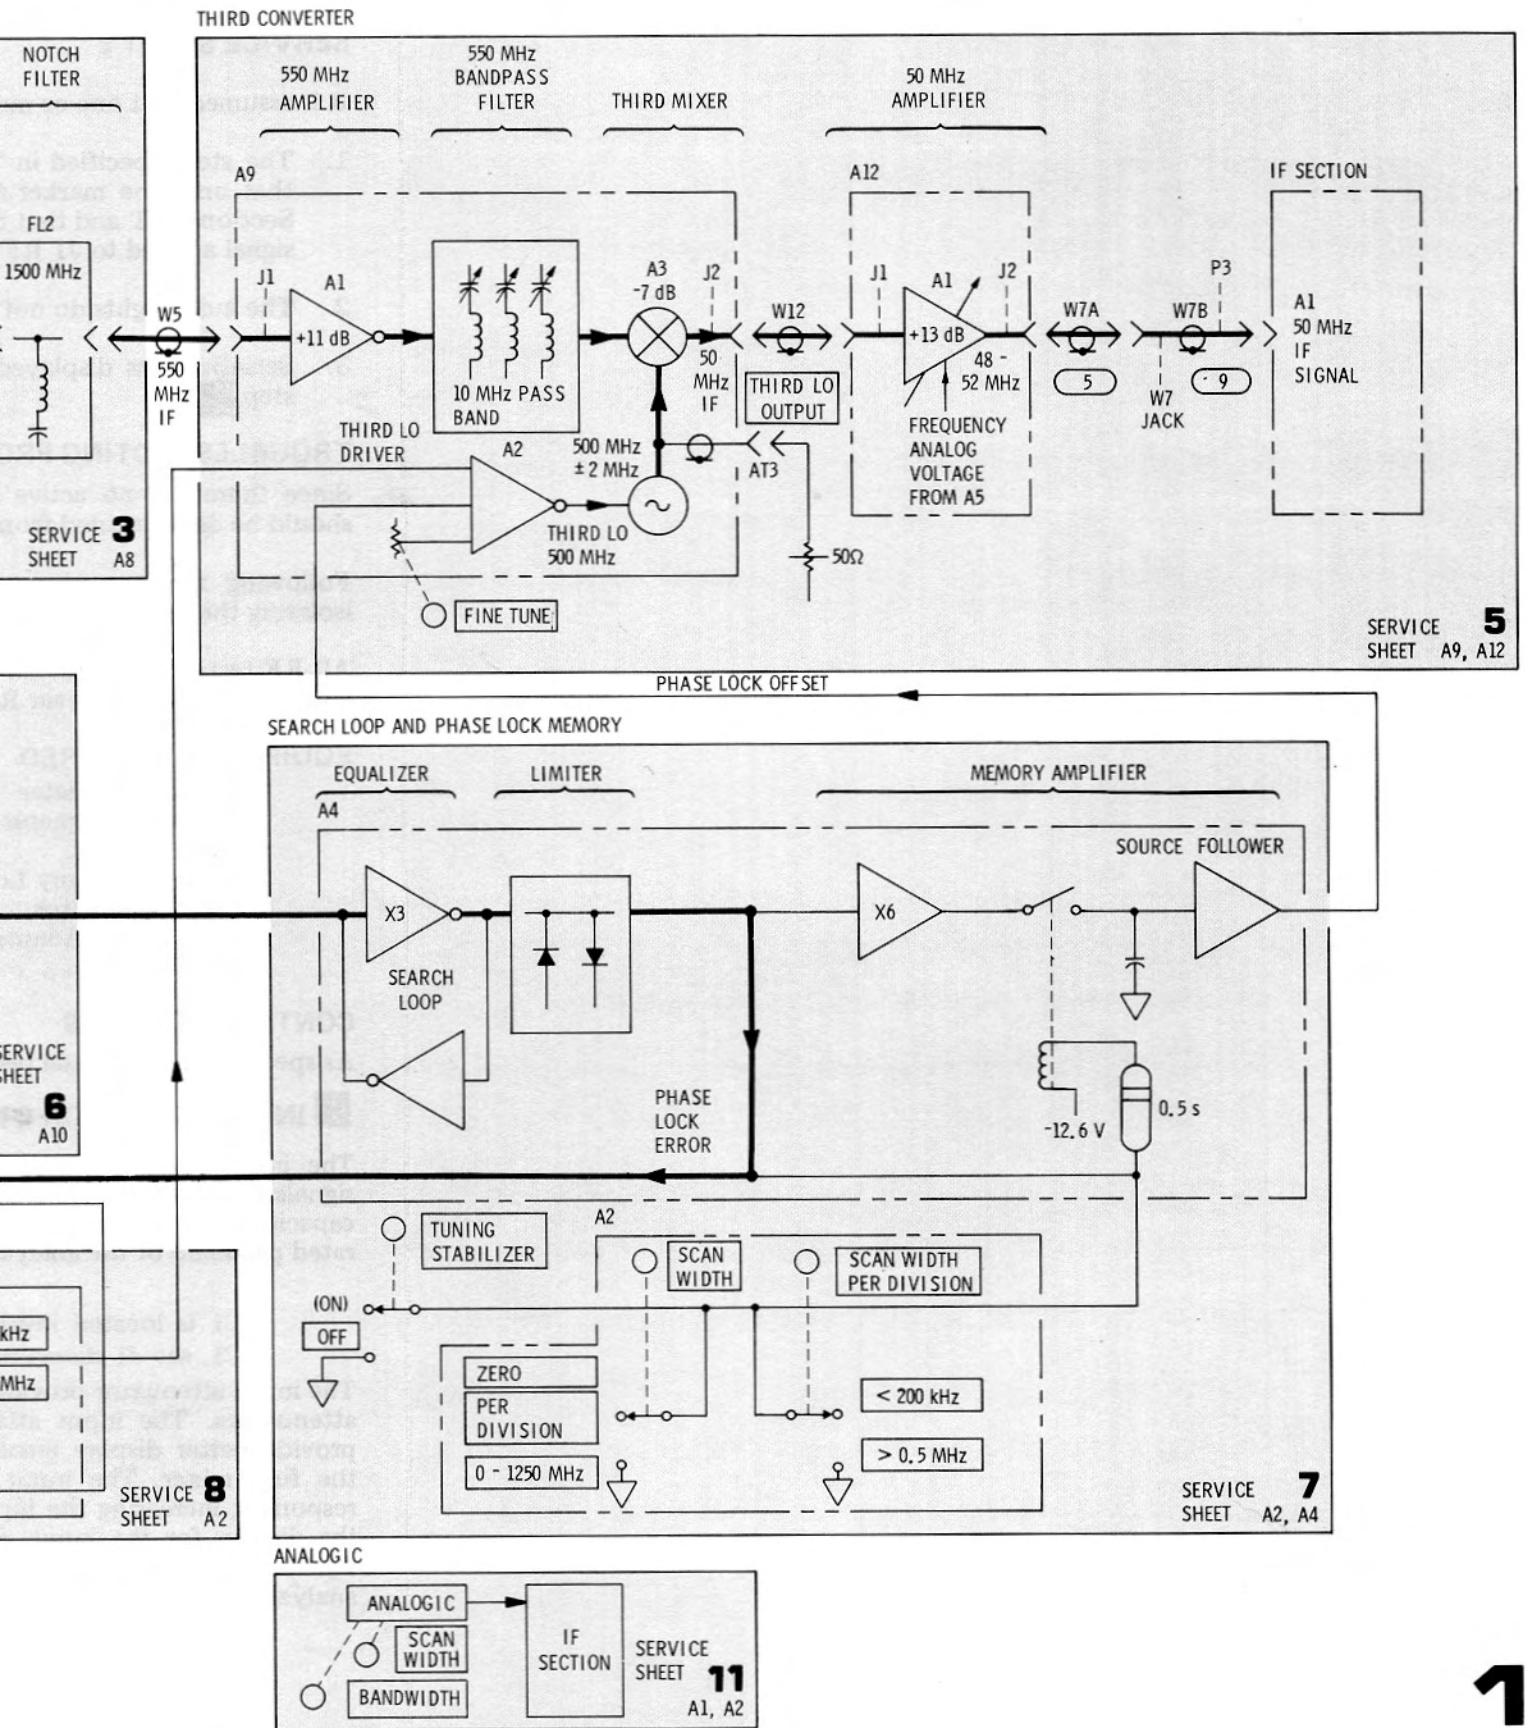 THIRD CONVERTER
NOTCH
FILTER
550 MHz
AMPLIFIER
550 MHz
BANDPASS
FILTER
THIRD MIXER
50 MHz
AMPLIFIER
A9
A12
IF SECTION
FL2
1500 MHz
W5
550
MHz
IF
J1
A1
+11 dB
10 MHz PASS
BAND
A3
-7 dB
J2
50
MHz
IF
W12
THIRD LO
OUTPUT
J1
A1
J2
+13 dB
48 -
52 MHz
FREQUENCY
ANALOG
VOLTAGE
FROM A5
W7A
5
W7B
9
P3
W7
JACK
A1
50 MHz
IF
SIGNAL
THIRD LO
DRIVER
A2
500 MHz
± 2 MHz
AT3
THIRD LO
500 MHz
50Ω
FINE TUNE
SERVICE 3
SHEET A8
SERVICE 5
SHEET A9, A12
PHASE LOCK OFFSET
SEARCH LOOP AND PHASE LOCK MEMORY
EQUALIZER
LIMITER
MEMORY AMPLIFIER
A4
SOURCE FOLLOWER
X3
X6
SEARCH
LOOP
PHASE
LOCK
ERROR
-12.6 V
0.5 s
SERVICE
SHEET
6
A10
TUNING
STABILIZER
A2
SCAN
WIDTH
SCAN WIDTH
PER DIVISION
(ON)
OFF
ZERO
PER
DIVISION
0 - 1250 MHz
< 200 kHz
> 0.5 MHz
kHz
MHz
SERVICE 8
SHEET A2
SERVICE 7
SHEET A2, A4
ANALOGIC
ANALOGIC
SCAN
WIDTH
BANDWIDTH
IF
SECTION
SERVICE
SHEET 11
A1, A2
1